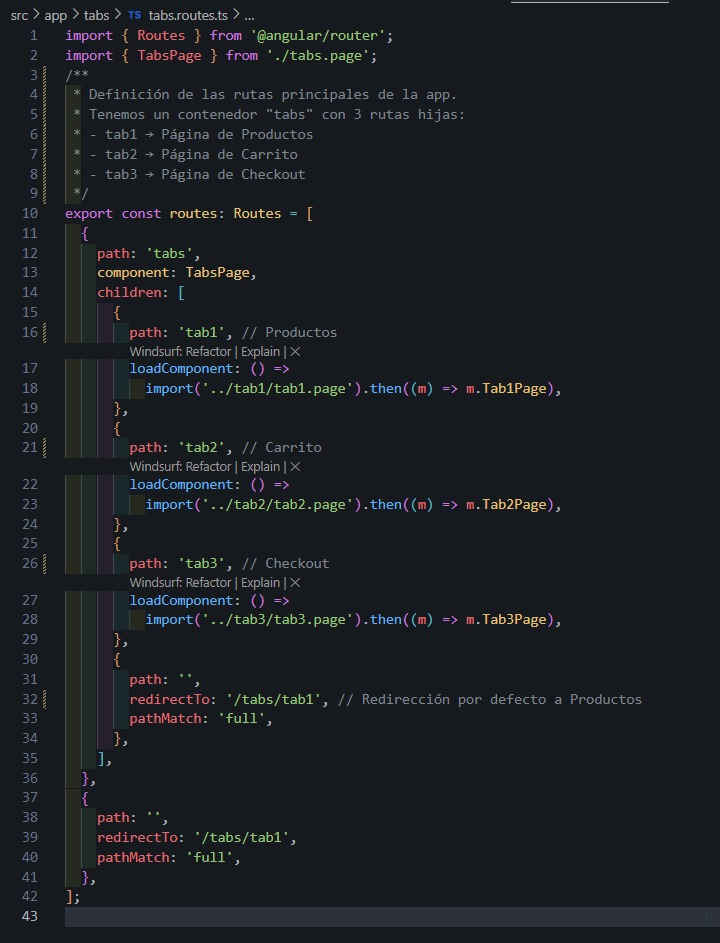 src > app > tabs > TS tabs.routes.ts > ...
1 import { Routes } from '@angular/router';
2 import { TabsPage } from './tabs.page';
3 /**
4  * Definición de las rutas principales de la app.
5  * Tenemos un contenedor "tabs" con 3 rutas hijas:
6  * - tab1 → Página de Productos
7  * - tab2 → Página de Carrito
8  * - tab3 → Página de Checkout
9  */
10 export const routes: Routes = [
11   {
12     path: 'tabs',
13     component: TabsPage,
14     children: [
15       {
16         path: 'tab1', // Productos
Windsurf: Refactor | Explain | ×
17         loadComponent: () =>
18           import('../tab1/tab1.page').then((m) => m.Tab1Page),
19       },
20       {
21         path: 'tab2', // Carrito
Windsurf: Refactor | Explain | ×
22         loadComponent: () =>
23           import('../tab2/tab2.page').then((m) => m.Tab2Page),
24       },
25       {
26         path: 'tab3', // Checkout
Windsurf: Refactor | Explain | ×
27         loadComponent: () =>
28           import('../tab3/tab3.page').then((m) => m.Tab3Page),
29       },
30       {
31         path: '',
32         redirectTo: '/tabs/tab1', // Redirección por defecto a Productos
33         pathMatch: 'full',
34       },
35     ],
36   },
37   {
38     path: '',
39     redirectTo: '/tabs/tab1',
40     pathMatch: 'full',
41   },
42 ];
43